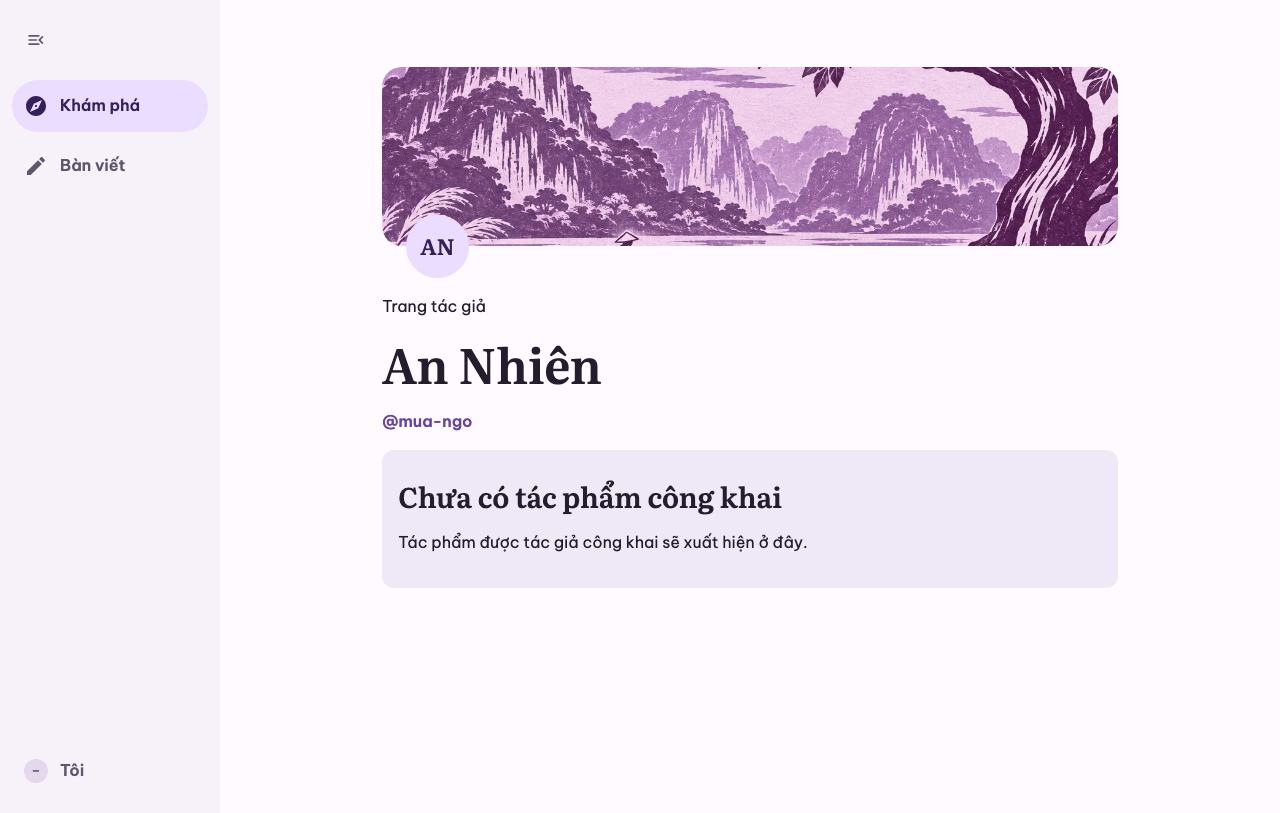 Khám phá
Bàn viết
AN
Trang tác giả
An Nhiên
@mua-ngo
Chưa có tác phẩm công khai
Tác phẩm được tác giả công khai sẽ xuất hiện ở đây.
–
Tôi